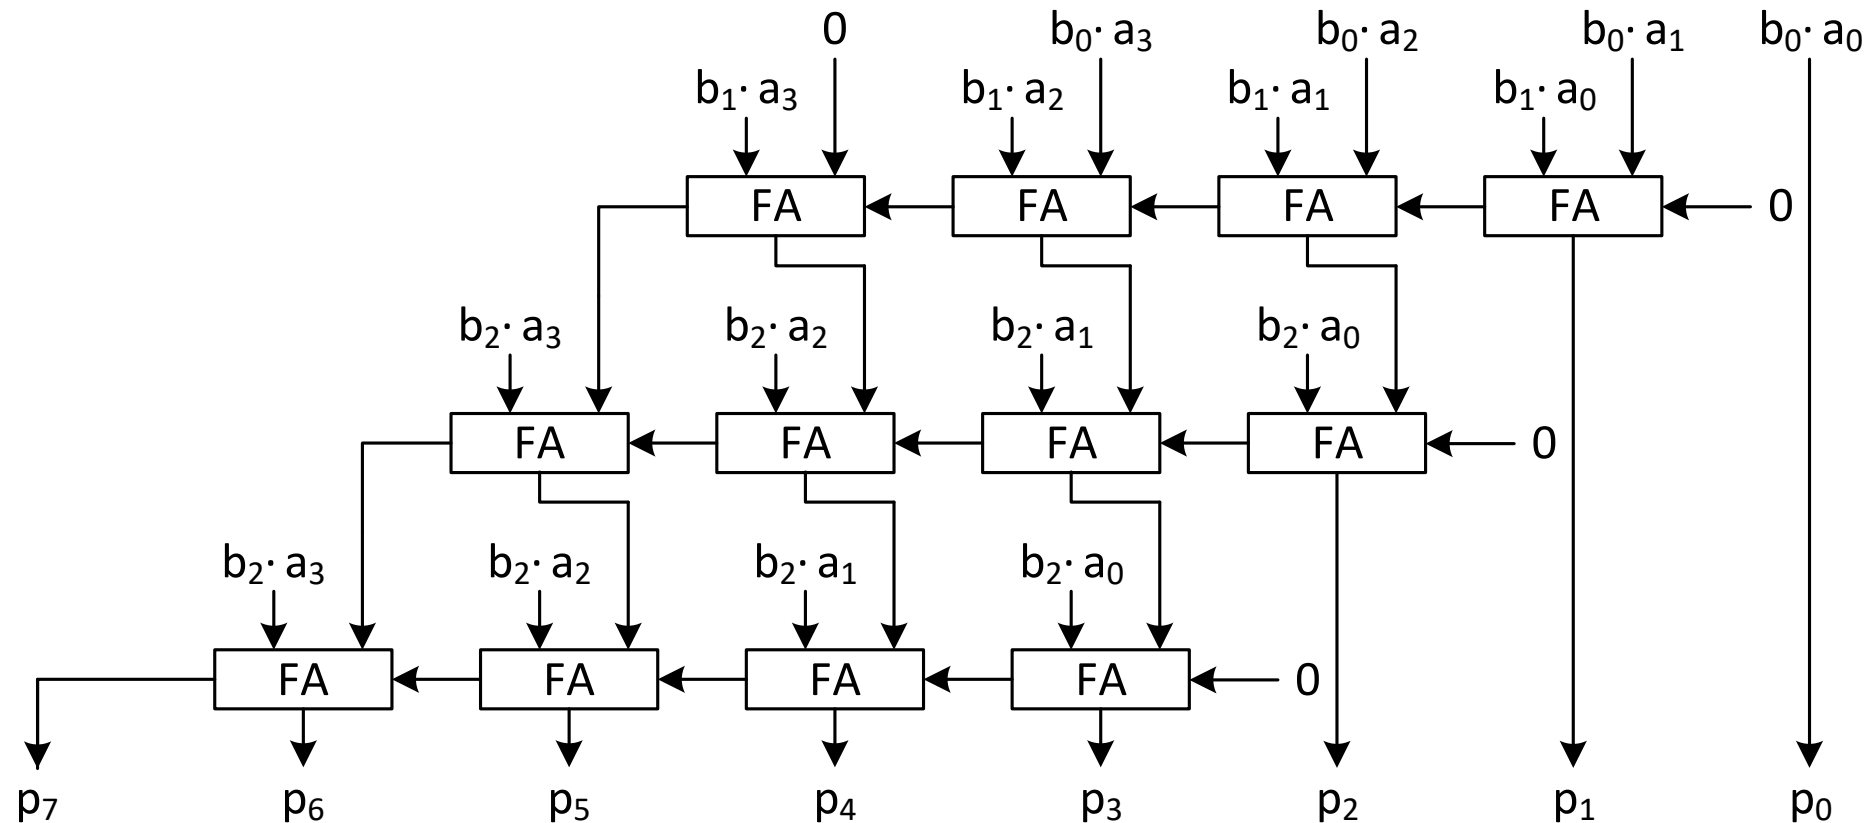 0 b₀· a₃ b₀· a₂ b₀· a₁ b₀· a₀
b₁· a₃ b₁· a₂ b₁· a₁ b₁· a₀
FA FA FA FA 0
b₂· a₃ b₂· a₂ b₂· a₁ b₂· a₀
FA FA FA FA 0
b₂· a₃ b₂· a₂ b₂· a₁ b₂· a₀
FA FA FA FA 0
p₇ p₆ p₅ p₄ p₃ p₂ p₁ p₀